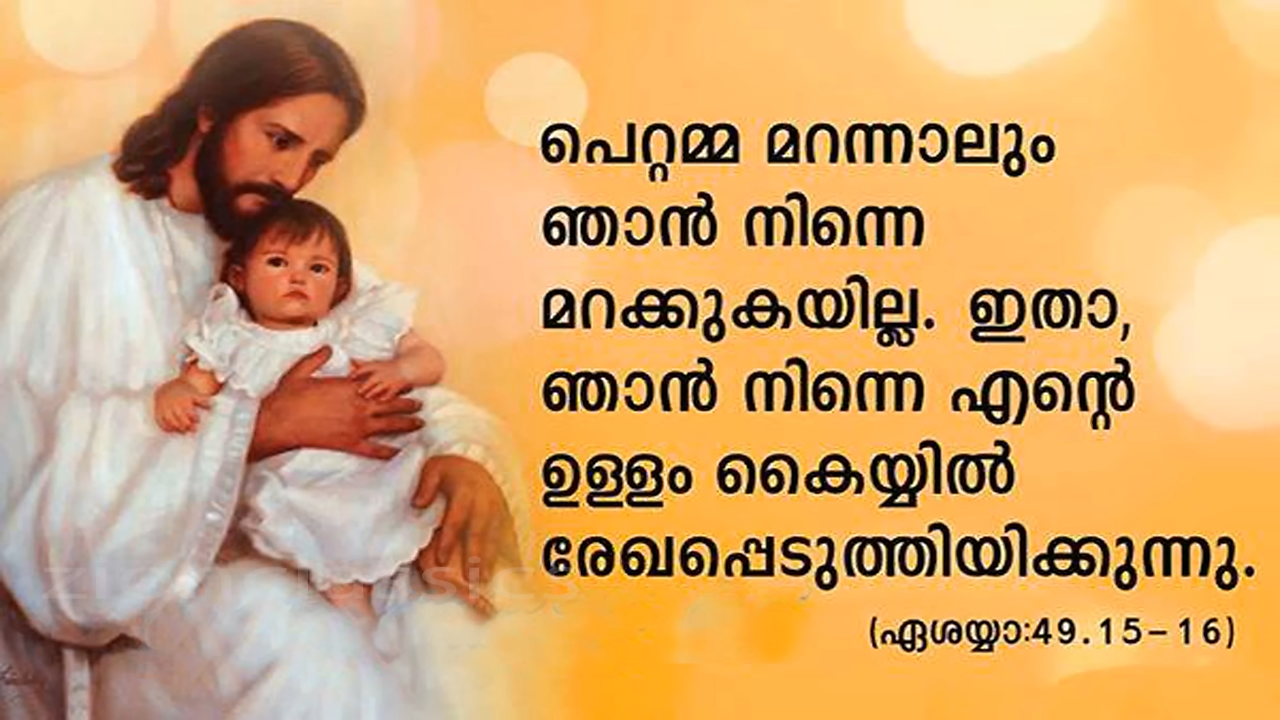 പെറ്റമ്മ മറന്നാലും
ഞാൻ നിന്നെ
മറക്കുകയില്ല. ഇതാ,
ഞാൻ നിന്നെ എന്റെ
ഉള്ളം കൈയ്യിൽ
രേഖപ്പെടുത്തിയിക്കുന്നു.
(ഏശയ്യാ:49.15-16)